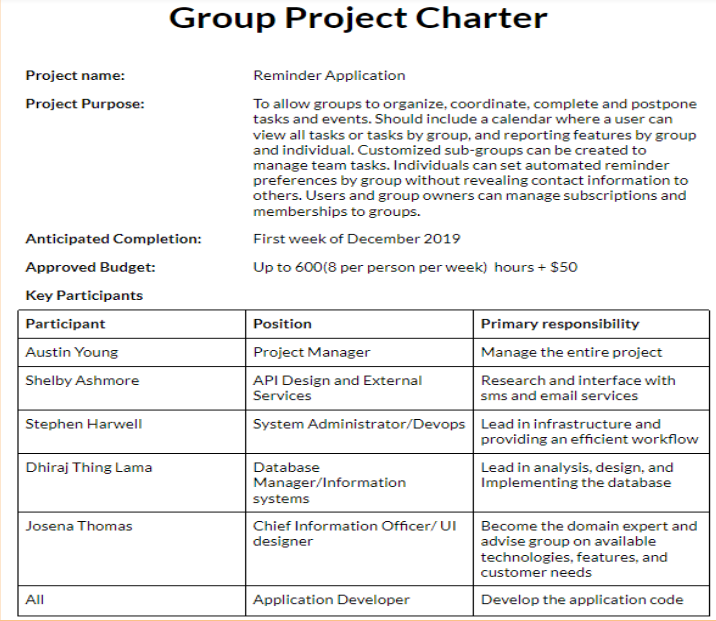 Group Project Charter
Project name: Reminder Application
Project Purpose: To allow groups to organize, coordinate, complete and postpone
tasks and events. Should include a calendar where a user can
view all tasks or tasks by group, and reporting features by group
and individual. Customized sub-groups can be created to
manage team tasks. Individuals can set automated reminder
preferences by group without revealing contact information to
others. Users and group owners can manage subscriptions and
memberships to groups.
Anticipated Completion: First week of December 2019
Approved Budget: Up to 600(8 per person per week) hours + $50
Key Participants
Participant Position Primary responsibility
Austin Young Project Manager Manage the entire project
Shelby Ashmore API Design and External Research and interface with
Services sms and email services
Stephen Harwell System Administrator/Devops Lead in infrastructure and
providing an efficient workflow
Dhiraj Thing Lama Database Lead in analysis, design, and
Manager/Information Implementing the database
systems
Josena Thomas Chief Information Officer/ UI Become the domain expert and
designer advise group on available
technologies, features, and
customer needs
All Application Developer Develop the application code